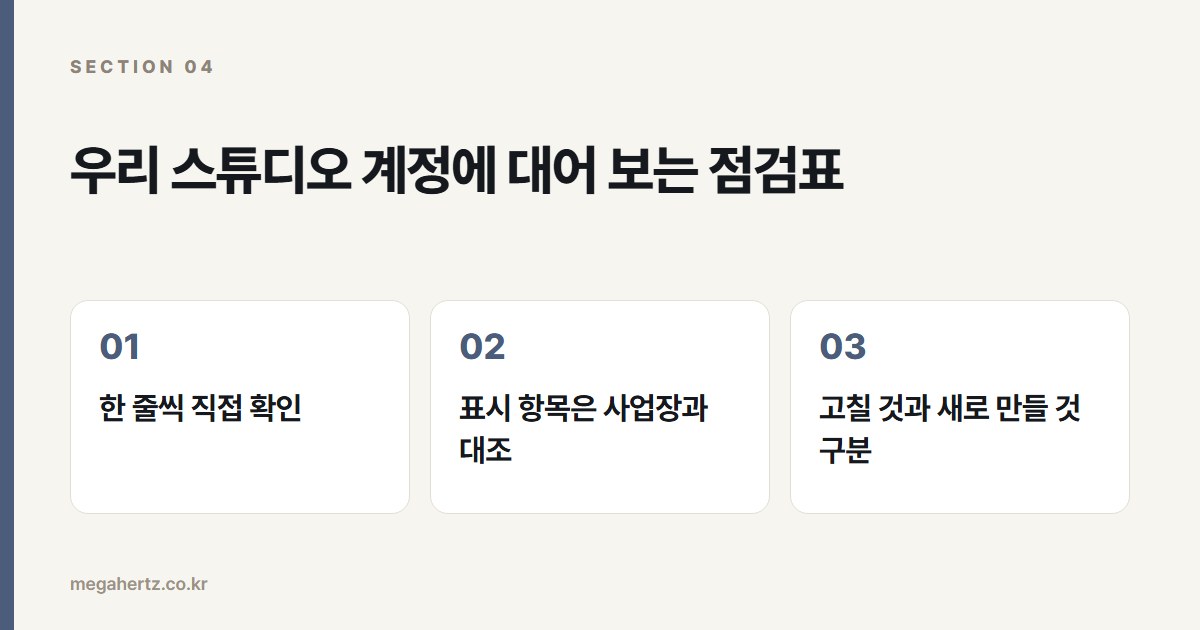 SECTION 04
우리 스튜디오 계정에 대어 보는 점검표
01
한 줄씩 직접 확인
02
표시 항목은 사업장과
대조
03
고칠 것과 새로 만들 것
구분
megahertz.co.kr